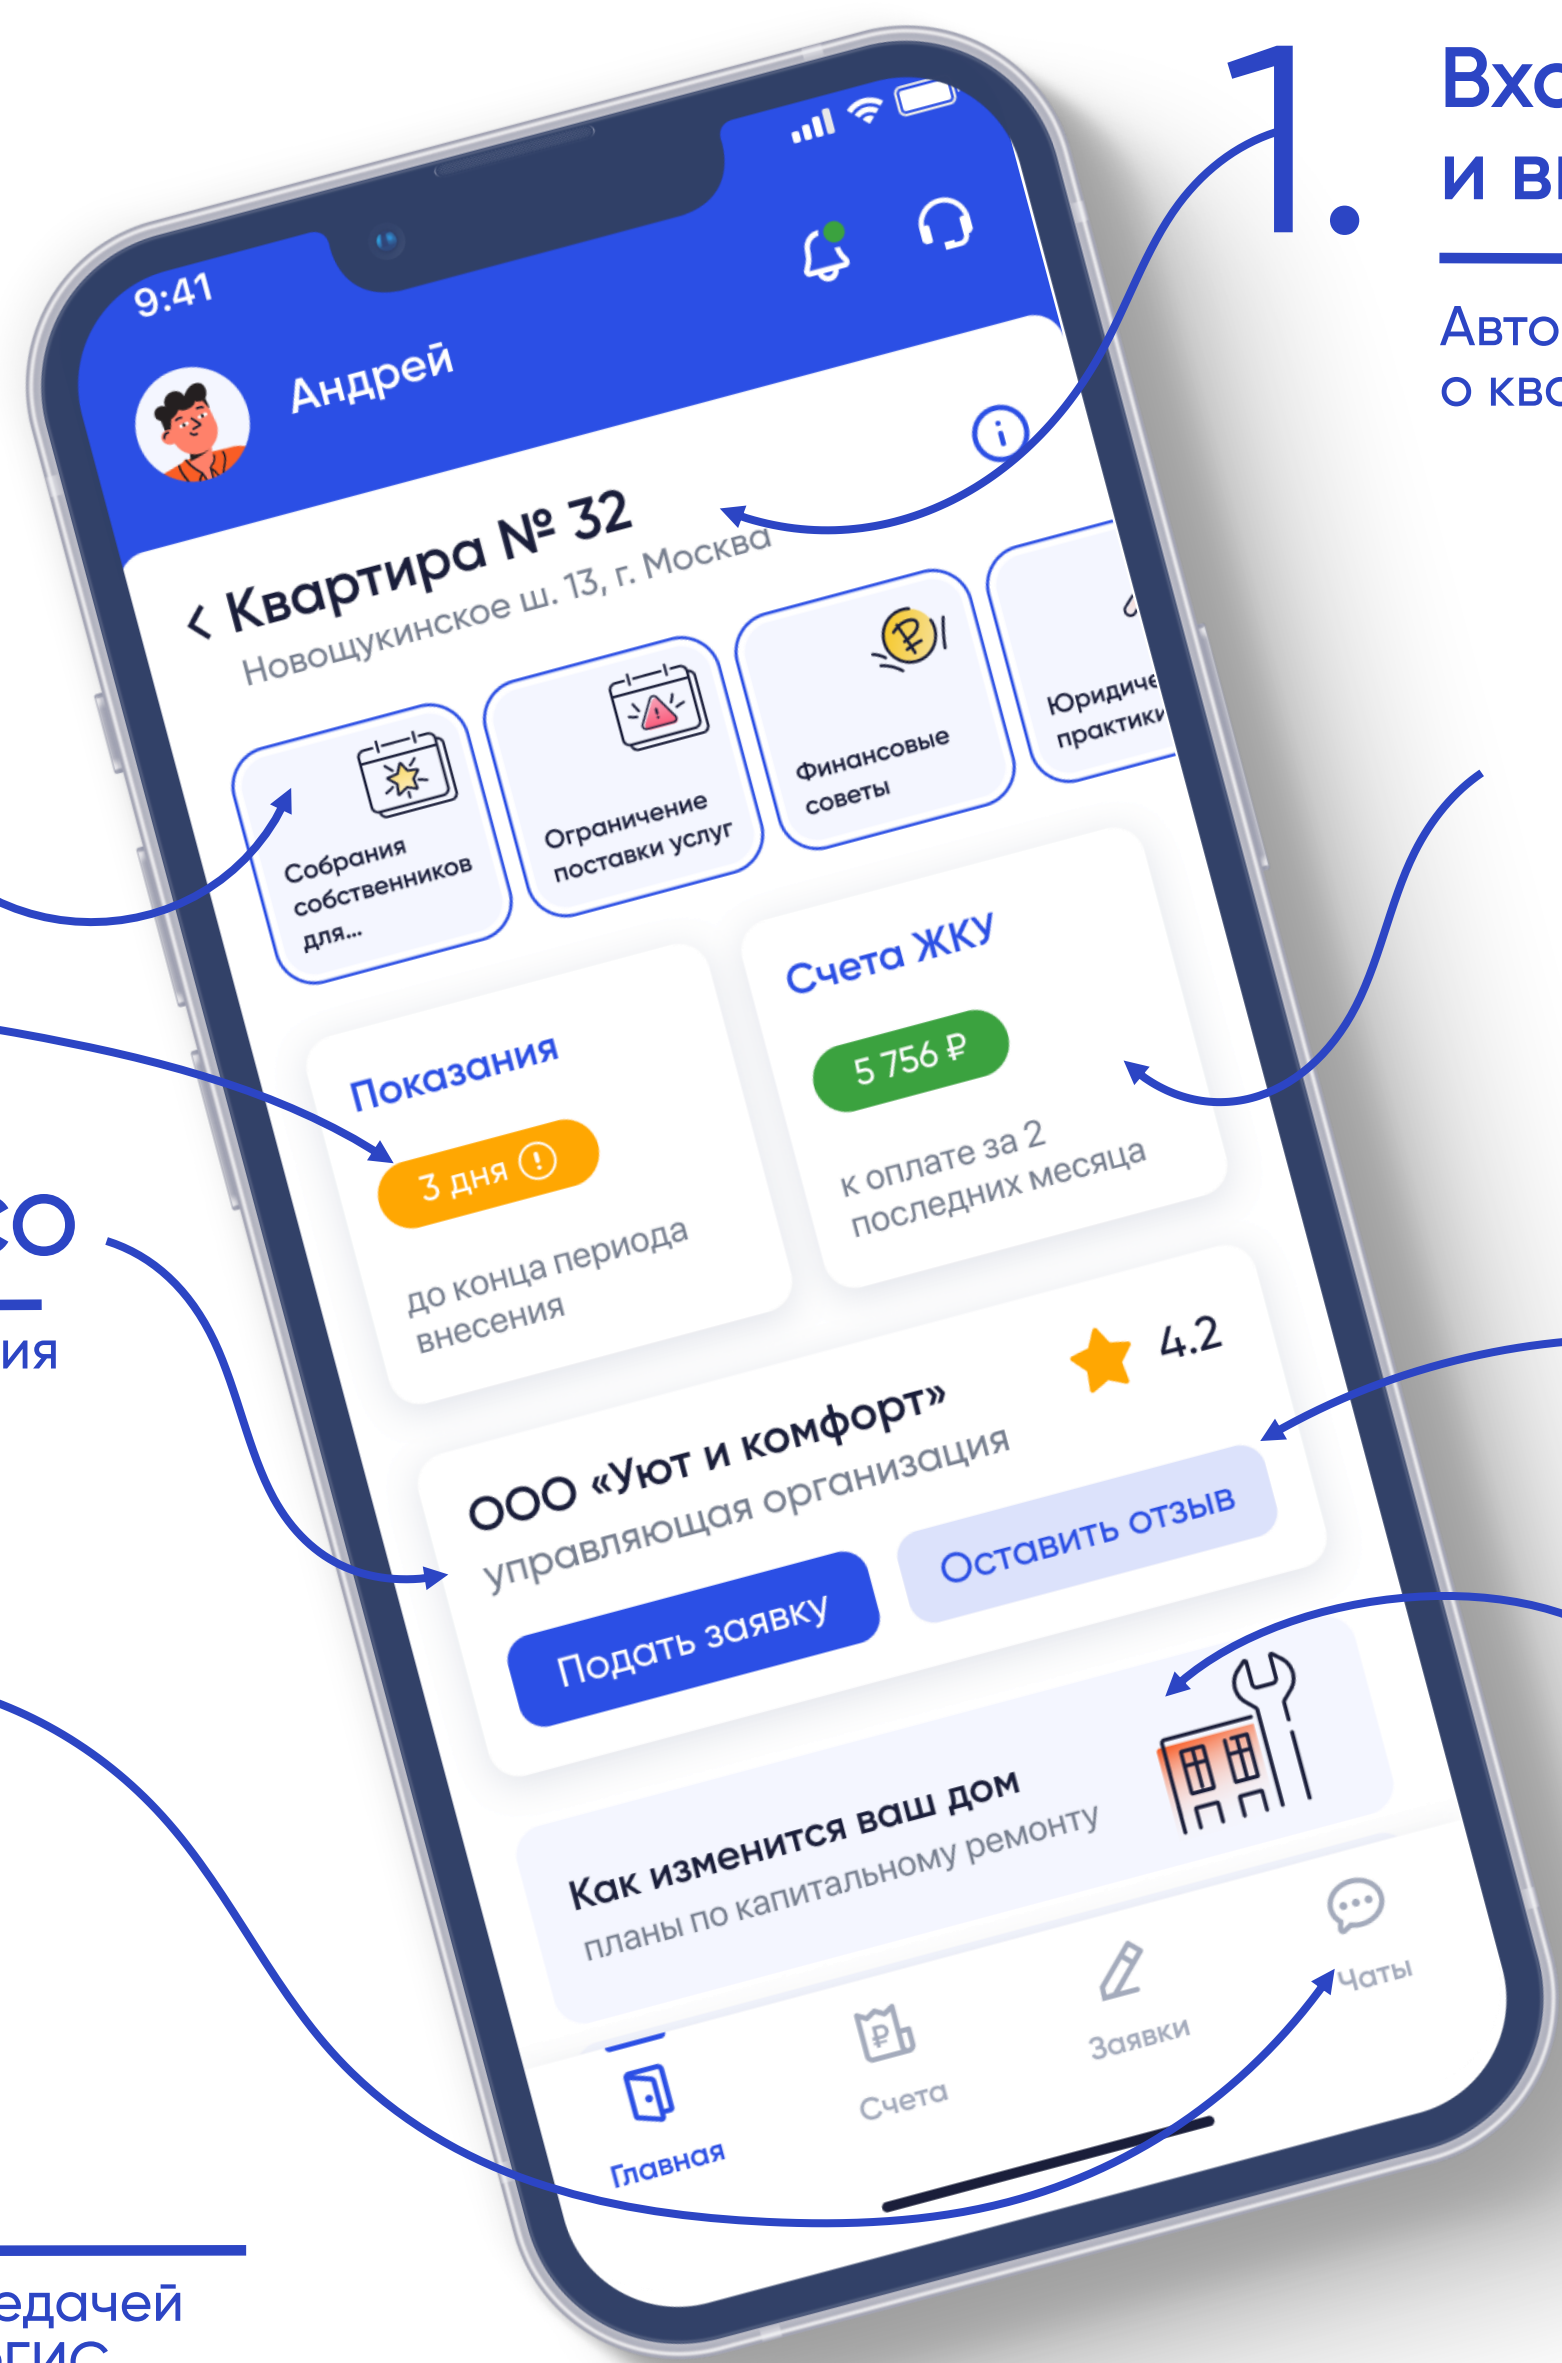 1.
и
9:41
Андрей
Квартира № 32
Новощукинское ш. 13, г. Москва
Собрания
собственников
для...
Ограничение
поставки услуг
Финансовые
советы
Показания
3 дня
до конца периода
внесения
Счета ЖКУ
5 756 ₽
к оплате за 2
последних месяца
ООО «Уют и комфорт»
4.2
управляющая организация
Подать заявку
Оставить отзыв
Как изменится ваш дом
планы по капитальному ремонту
Главная
Счета
Заявки
Чаты
о